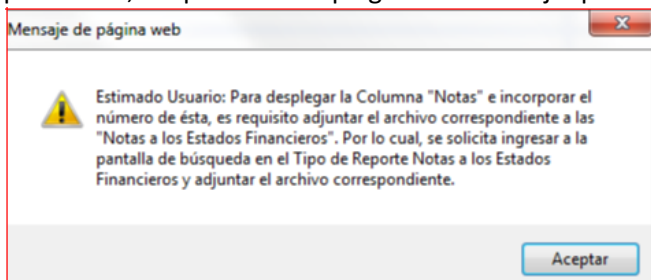 Mensaje de página web
Estimado Usuario: Para desplegar la Columna "Notas" e incorporar el
número de ésta, es requisito adjuntar el archivo correspondiente a las
"Notas a los Estados Financieros". Por lo cual, se solicita ingresar a la
pantalla de búsqueda en el Tipo de Reporte Notas a los Estados
Financieros y adjuntar el archivo correspondiente.
Aceptar